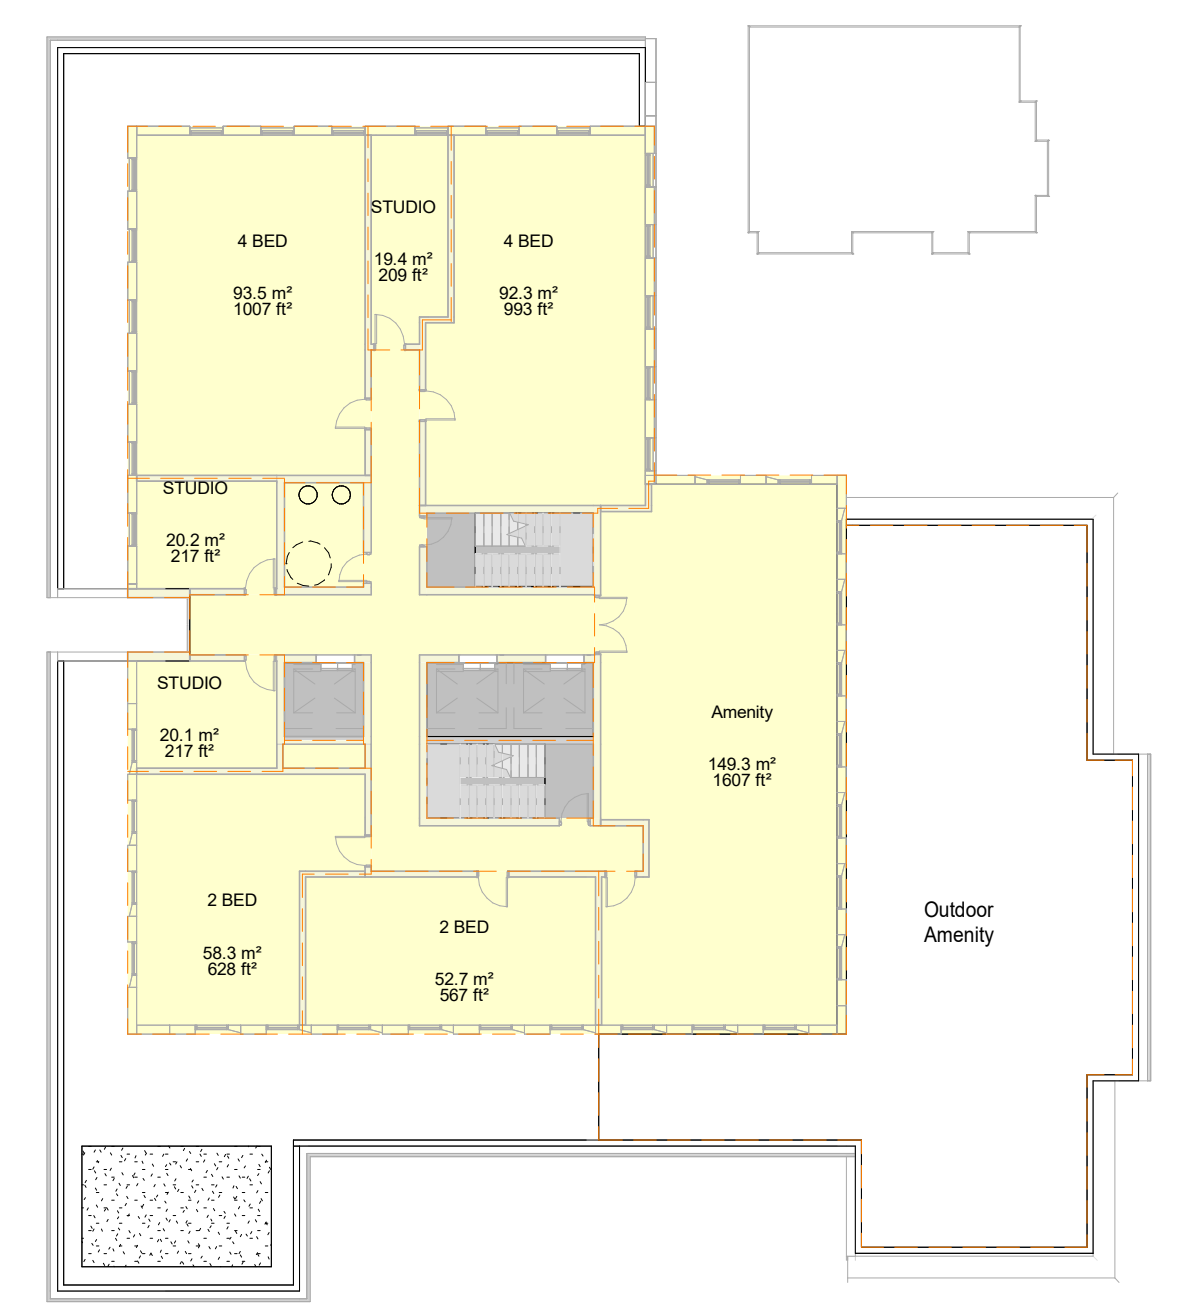 STUDIO
19.4 m²
209 ft²
4 BED
93.5 m²
1007 ft²
4 BED
92.3 m²
993 ft²
STUDIO
20.2 m²
217 ft²
STUDIO
20.1 m²
217 ft²
Amenity
149.3 m²
1607 ft²
2 BED
58.3 m²
628 ft²
2 BED
52.7 m²
567 ft²
Outdoor
Amenity